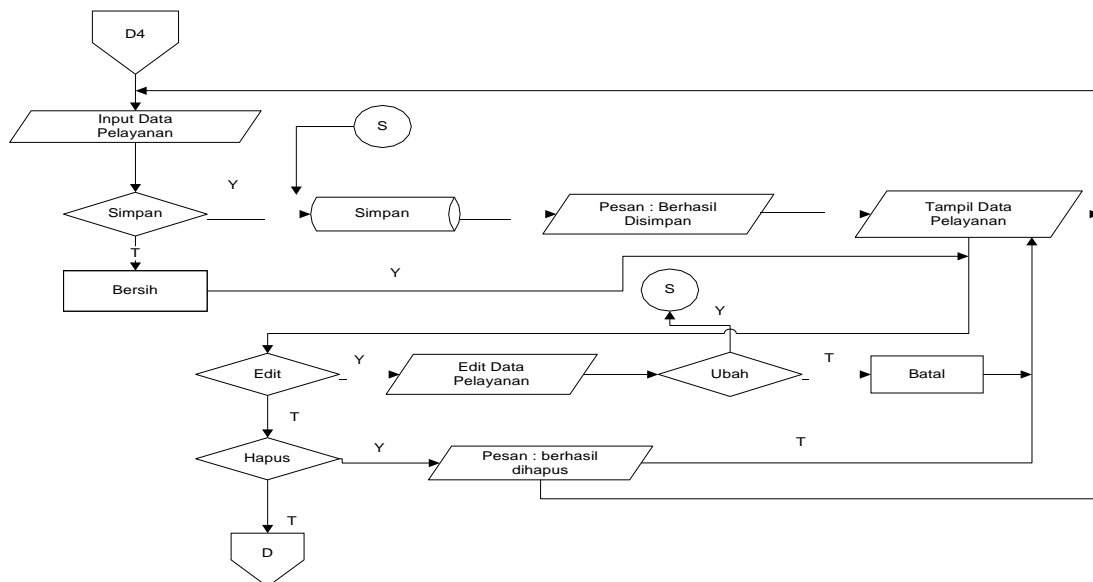 D4
Input Data
Pelayanan
S
Y
Simpan
Simpan
Pesan : Berhasil
Disimpan
Tampil Data
Pelayanan
T
Bersih
Y
S
Y
Edit
Y
Edit Data
Pelayanan
Ubah
T
Batal
T
Hapus
Y
Pesan : berhasil
dihapus
T
T
D